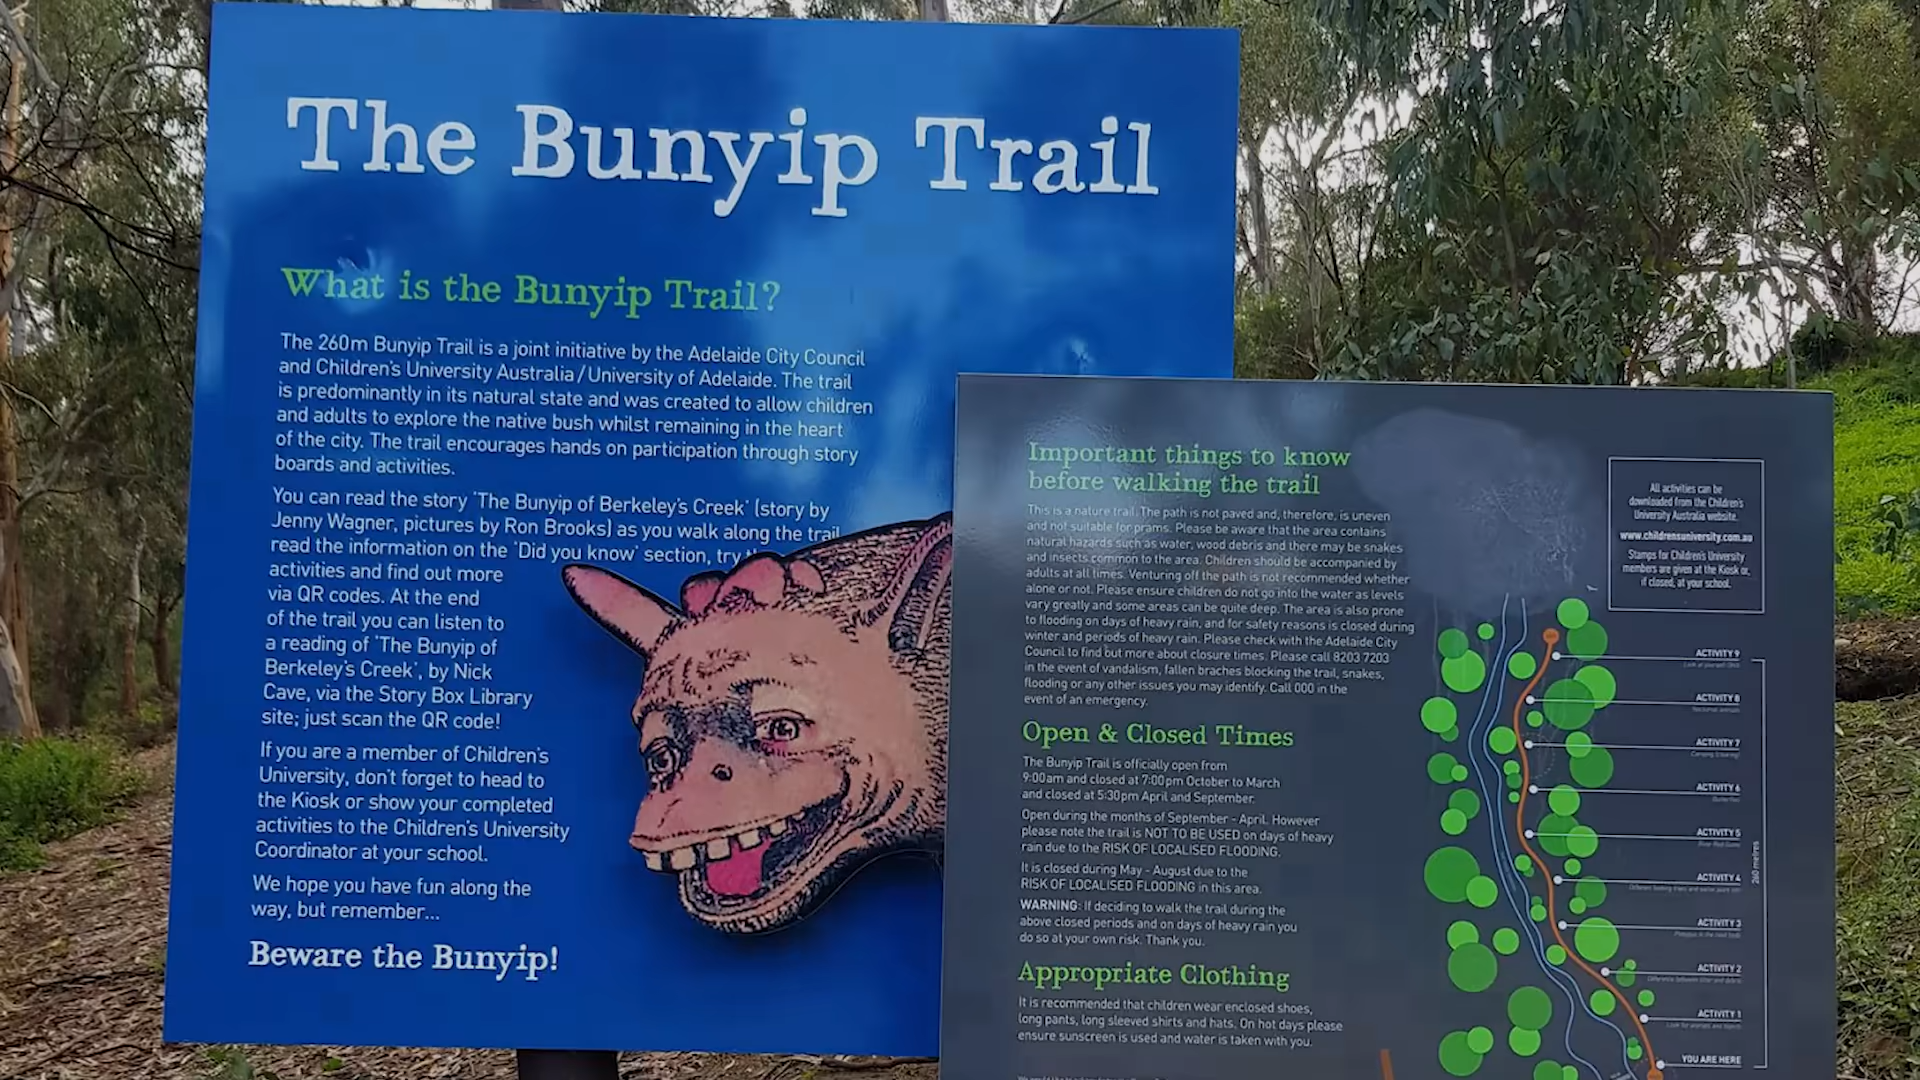 The Bunyip Trail
What is the Bunyip Trail?
The 260m Bunyip Trail is a joint initiative by the Adelaide City Council
and Children's University Australia/University of Adelaide. The trail
is predominantly in its natural state and was created to allow children
and adults to explore the native bush whilst remaining in the heart
of the city. The trail encourages hands on participation through story
boards and activities.
You can read the story 'The Bunyip of Berkeley's Creek' (story by
Jenny Wagner, pictures by Ron Brooks) as you walk along the trail,
read the information on the 'Did you know' section, try
activities and find out more
via QR codes. At the end
of the trail you can listen to
a reading of 'The Bunyip of
Berkeley's Creek', by Nick
Cave, via the Story Box Library
site; just scan the QR code!
If you are a member of Children's
University, don't forget to head to
the Kiosk or show your completed
activities to the Children's University
Coordinator at your school.
We hope you have fun along the
way, but remember...
Beware the Bunyip!
Important things to know
before walking the trail
This is a nature trail. The path is not paved and, therefore, is uneven
and not suitable for prams. Please be aware that the area contains
natural hazards such as water, wood debris and there may be snakes
and insects common to the area. Children should be accompanied by
adults at all times. Venturing off the path is not recommended whether
alone or not. Please ensure children do not go into the water as levels
vary greatly and some areas can be quite deep. The area is also prone
to flooding on days of heavy rain, and for safety reasons is closed during
winter and periods of heavy rain. Please check with the Adelaide City
Council to find out more about closure times. Please call 8203 7203
in the event of vandalism, fallen braches blocking the trail, snakes,
flooding or any other issues you may identify. Call 000 in the
event of an emergency.
Open & Closed Times
The Bunyip Trail is officially open from
9:00am and closed at 7:00pm October to March
and closed at 5:30pm April and September.
Open during the months of September - April. However
please note the trail is NOT TO BE USED on days of heavy
rain due to the RISK OF LOCALISED FLOODING.
It is closed during May - August due to the
RISK OF LOCALISED FLOODING in this area.
WARNING: If deciding to walk the trail during the
above closed periods and on days of heavy rain you
do so at your own risk. Thank you.
Appropriate Clothing
It is recommended that children wear enclosed shoes,
long pants, long sleeved shirts and hats. On hot days please
ensure sunscreen is used and water is taken with you.
All activities can be
downloaded from the Children's
University Australia website.
www.childrensuniversity.com.au
Stamps for Children's University
members are given at the Kiosk or,
if closed, at your school.
ACTIVITY 9
ACTIVITY 8
ACTIVITY 7
ACTIVITY 6
ACTIVITY 5
ACTIVITY 4
ACTIVITY 3
ACTIVITY 2
ACTIVITY 1
YOU ARE HERE
260 metres